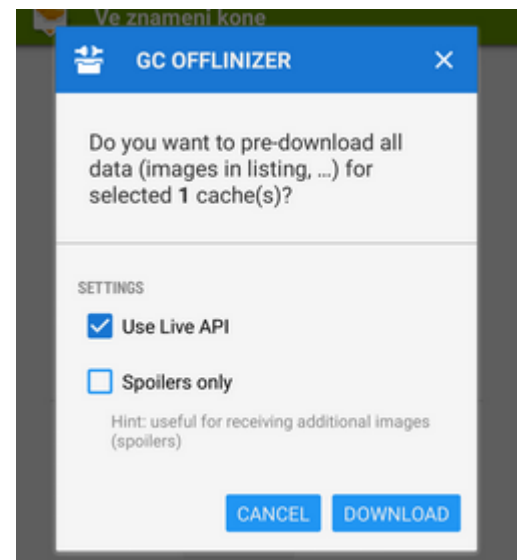 Ve znamení kone
GC OFFLINIZER
Do you want to pre-download all
data (images in listing, …) for
selected 1 cache(s)?
SETTINGS
Use Live API
Spoilers only
Hint: useful for receiving additional images
(spoilers)
CANCEL DOWNLOAD